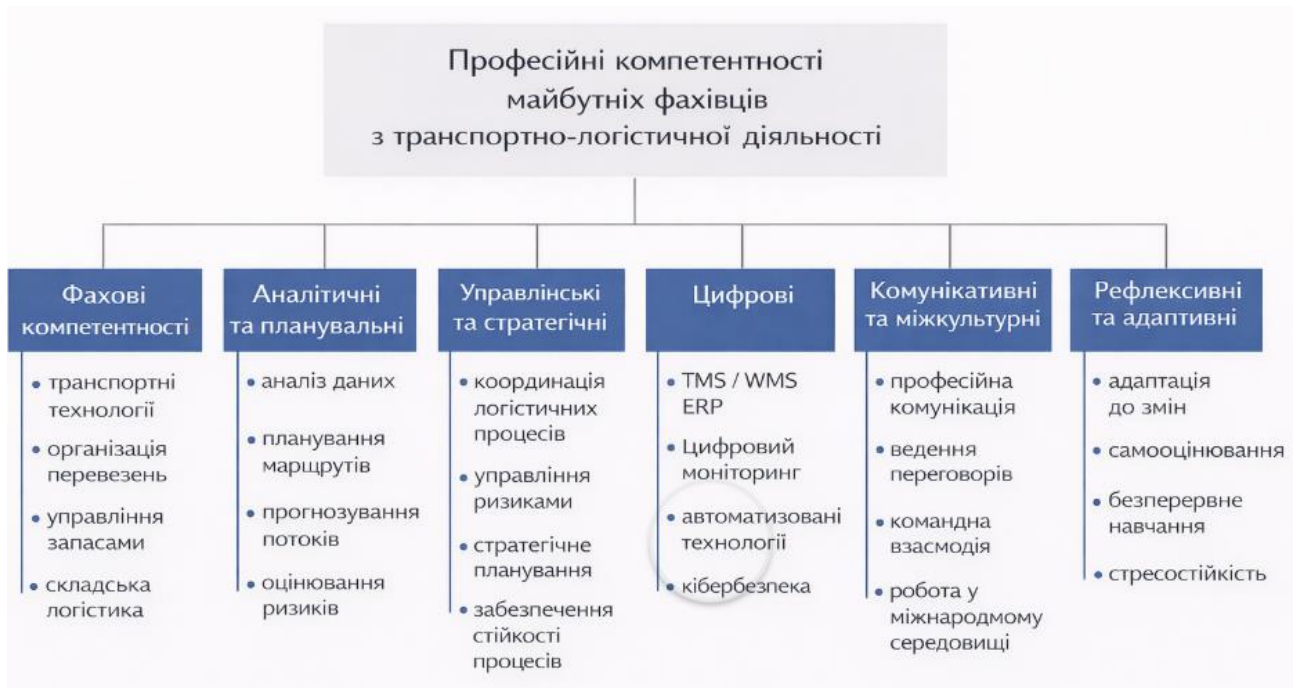 Професійні компетентності
майбутніх фахівців
з транспортно-логістичної діяльності
Фахові
компетентності
• транспортні
технології
• організація
перевезень
• управління
запасами
• складська
логістика
Аналітичні
та планувальні
• аналіз даних
• планування
маршрутів
• прогнозування
потоків
• оцінювання
ризиків
Управлінські
та стратегічні
• координація
логістичних
процесів
• управління
ризиками
• стратегічне
планування
• забезпечення
стійкості
процесів
Цифрові
• TMS / WMS
ERP
• Цифровий
моніторинг
• автоматизовані
технології
• кібербезпека
Комунікативні
та міжкультурні
• професійна
комунікація
• ведення
переговорів
• командна
взасмодія
• робота у
міжнародмому
середовищі
Рефлексивні
та адаптивні
• адаптація
до змін
• самооцінювання
• безперервне
навчання
• стресостійкість